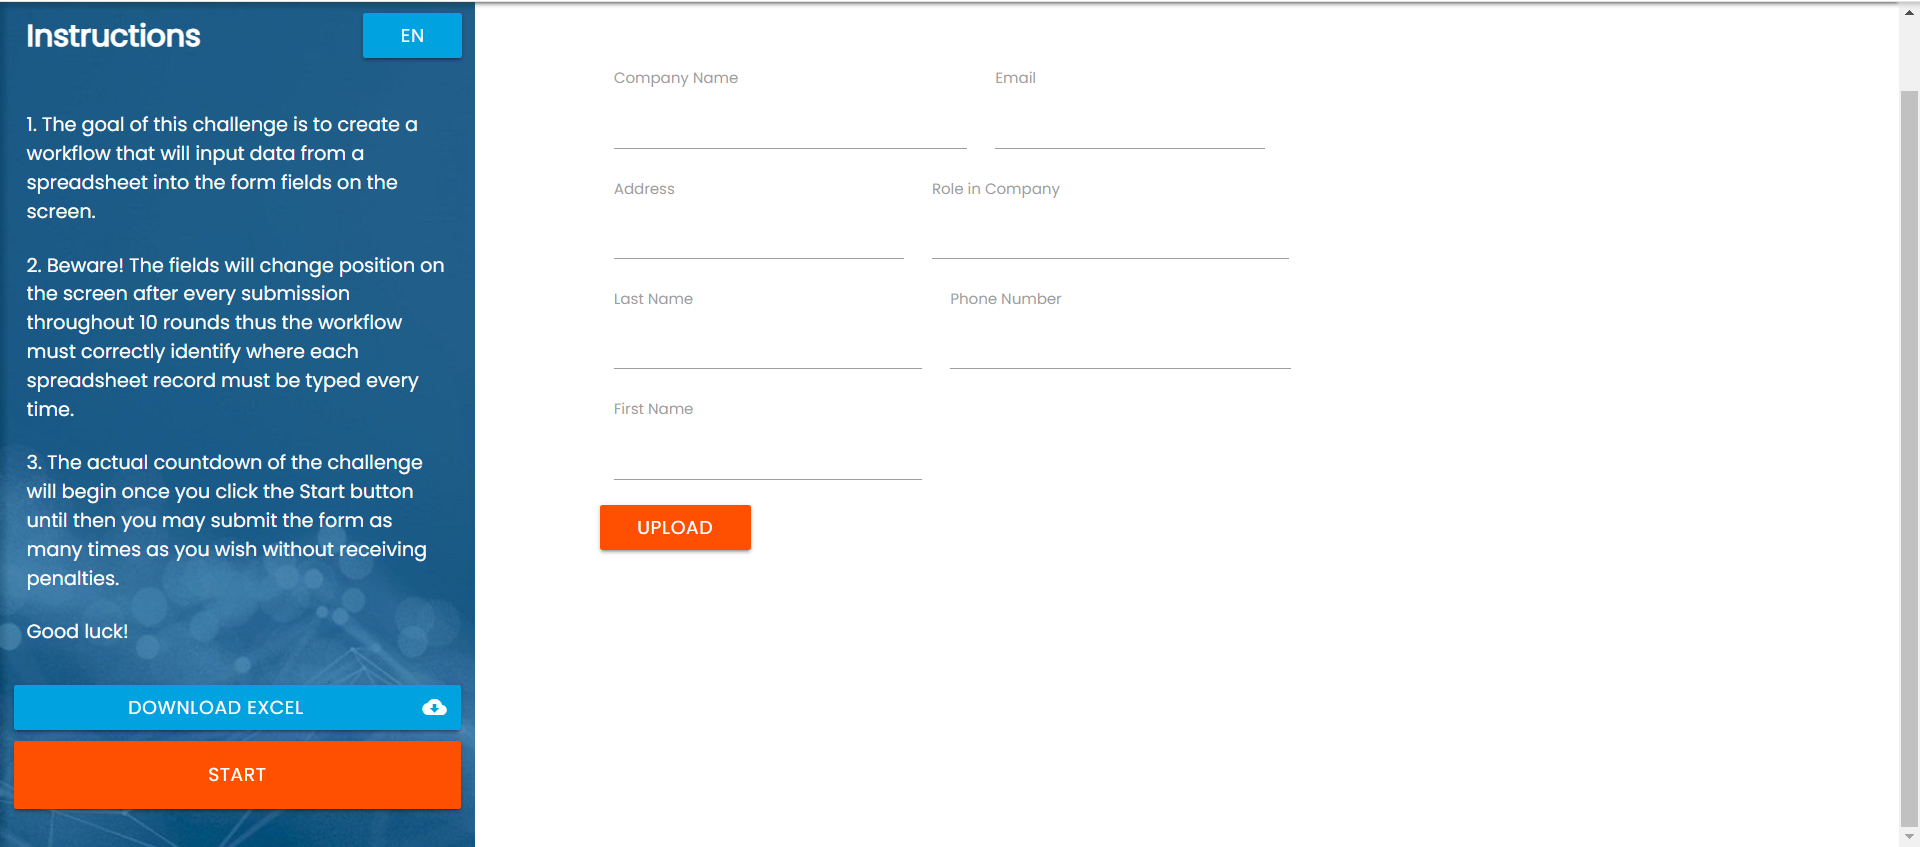 Instructions
EN
1. The goal of this challenge is to create a
workflow that will input data from a
spreadsheet into the form fields on the
screen.
2. Beware! The fields will change position on
the screen after every submission
throughout 10 rounds thus the workflow
must correctly identify where each
spreadsheet record must be typed every
time.
3. The actual countdown of the challenge
will begin once you click the Start button
until then you may submit the form as
many times as you wish without receiving
penalties.
Good luck!
DOWNLOAD EXCEL
START
Company Name
Email
Address
Role in Company
Last Name
Phone Number
First Name
UPLOAD